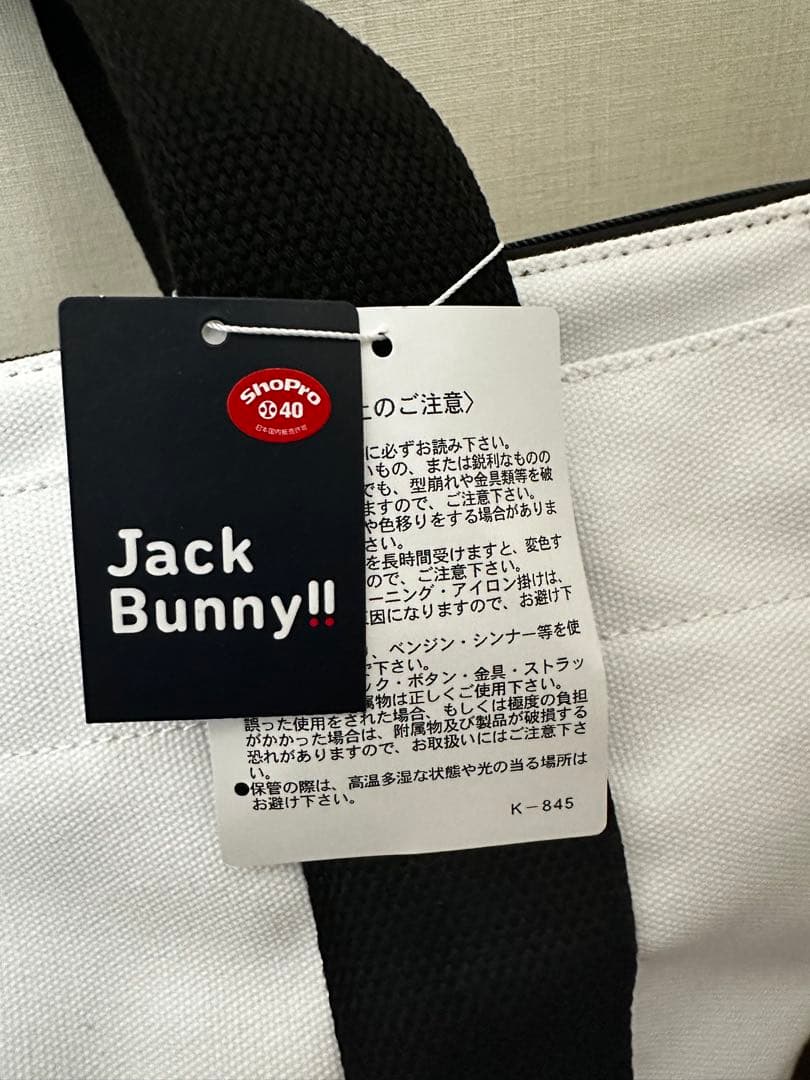 ShoPro
40
日本国内販売許可
Jack
Bunny!!
上のご注意〉
に必ずお読み下さい。
いもの、または鋭利なものの
でも、型崩れや金具類等を破
ますので、ご注意下さい。
や色移りをする場合がありま
さい。
を長時間受けますと、変色す
ので、ご注意下さい。
ーニング・アイロン掛けは、
因になりますので、お避け下
、ベンジン・シンナー等を使
下さい。
ック・ボタン・金具・ストラッ
属物は正しくご使用下さい。
誤った使用をされた場合、もしくは極度の負担
がかかった場合は、附属物及び製品が破損する
恐れがありますので、お取扱いにはご注意下さ
い。
●保管の際は、高温多湿な状態や光の当る場所は
お避け下さい。
K－845